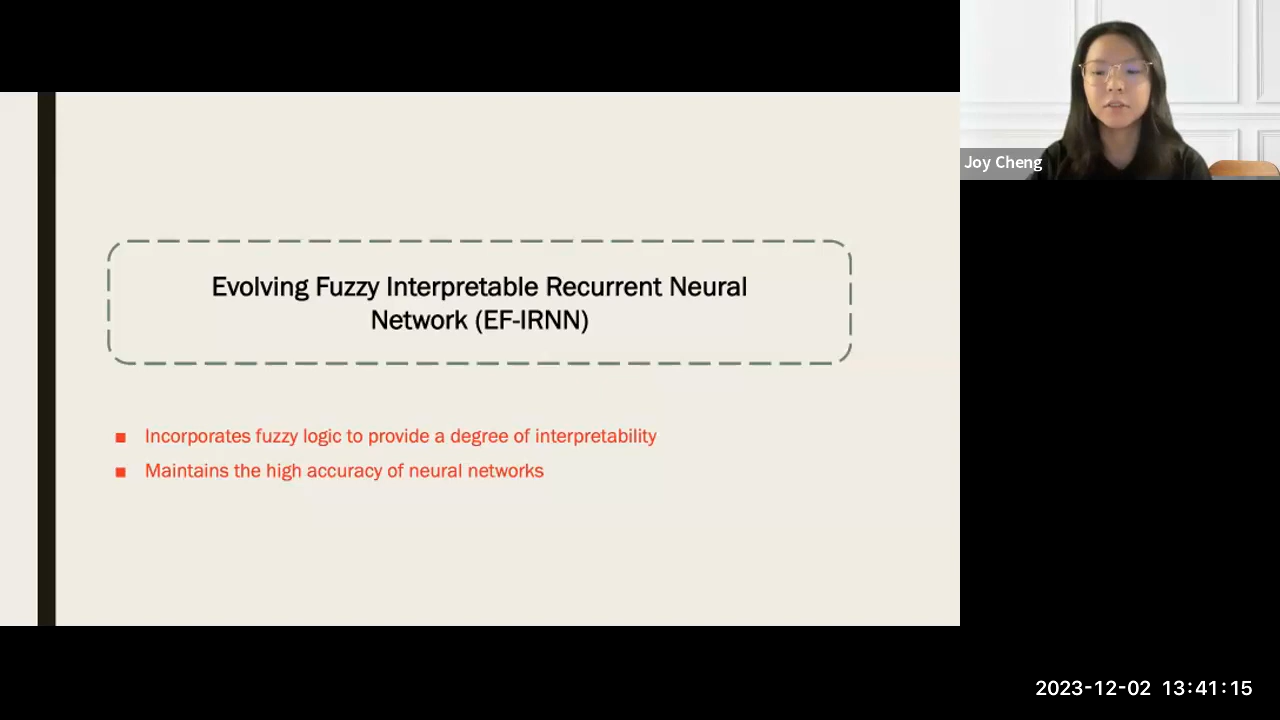 Joy Cheng
Evolving Fuzzy Interpretable Recurrent Neural
Network (EF-IRNN)
Incorporates fuzzy logic to provide a degree of interpretability
Maintains the high accuracy of neural networks
2023-12-02 13:41:15